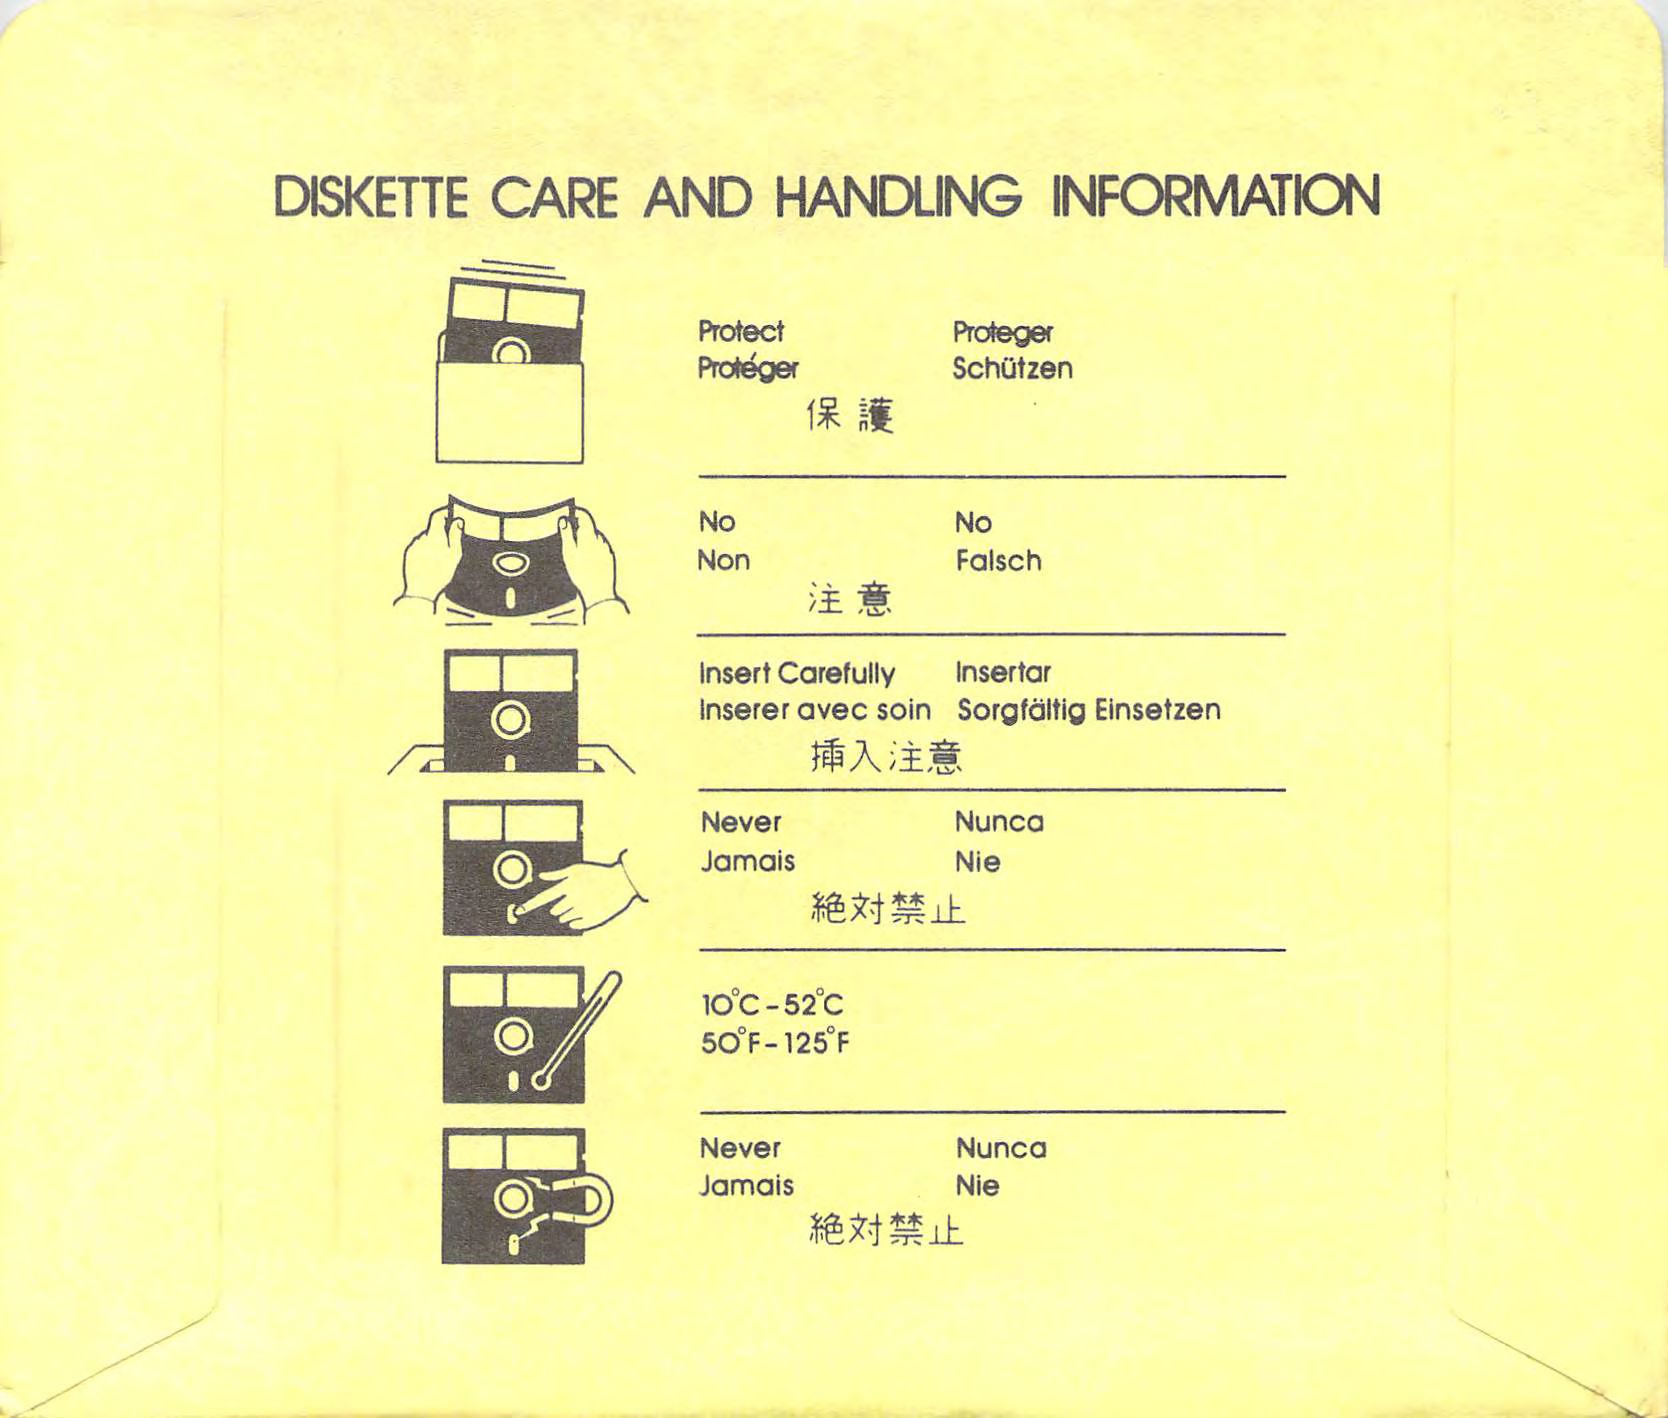 DISKETTE CARE AND HANDLING INFORMATION
Protect Proteger
Protéger Schützen
保護
No No
Non Falsch
注意
Insert Carefully Insertar
Inserer avec soin Sorgfältig Einsetzen
挿入注意
Never Nunca
Jamais Nie
絶対禁止
10°C-52°C
50°F-125°F
Never Nunca
Jamais Nie
絶対禁止